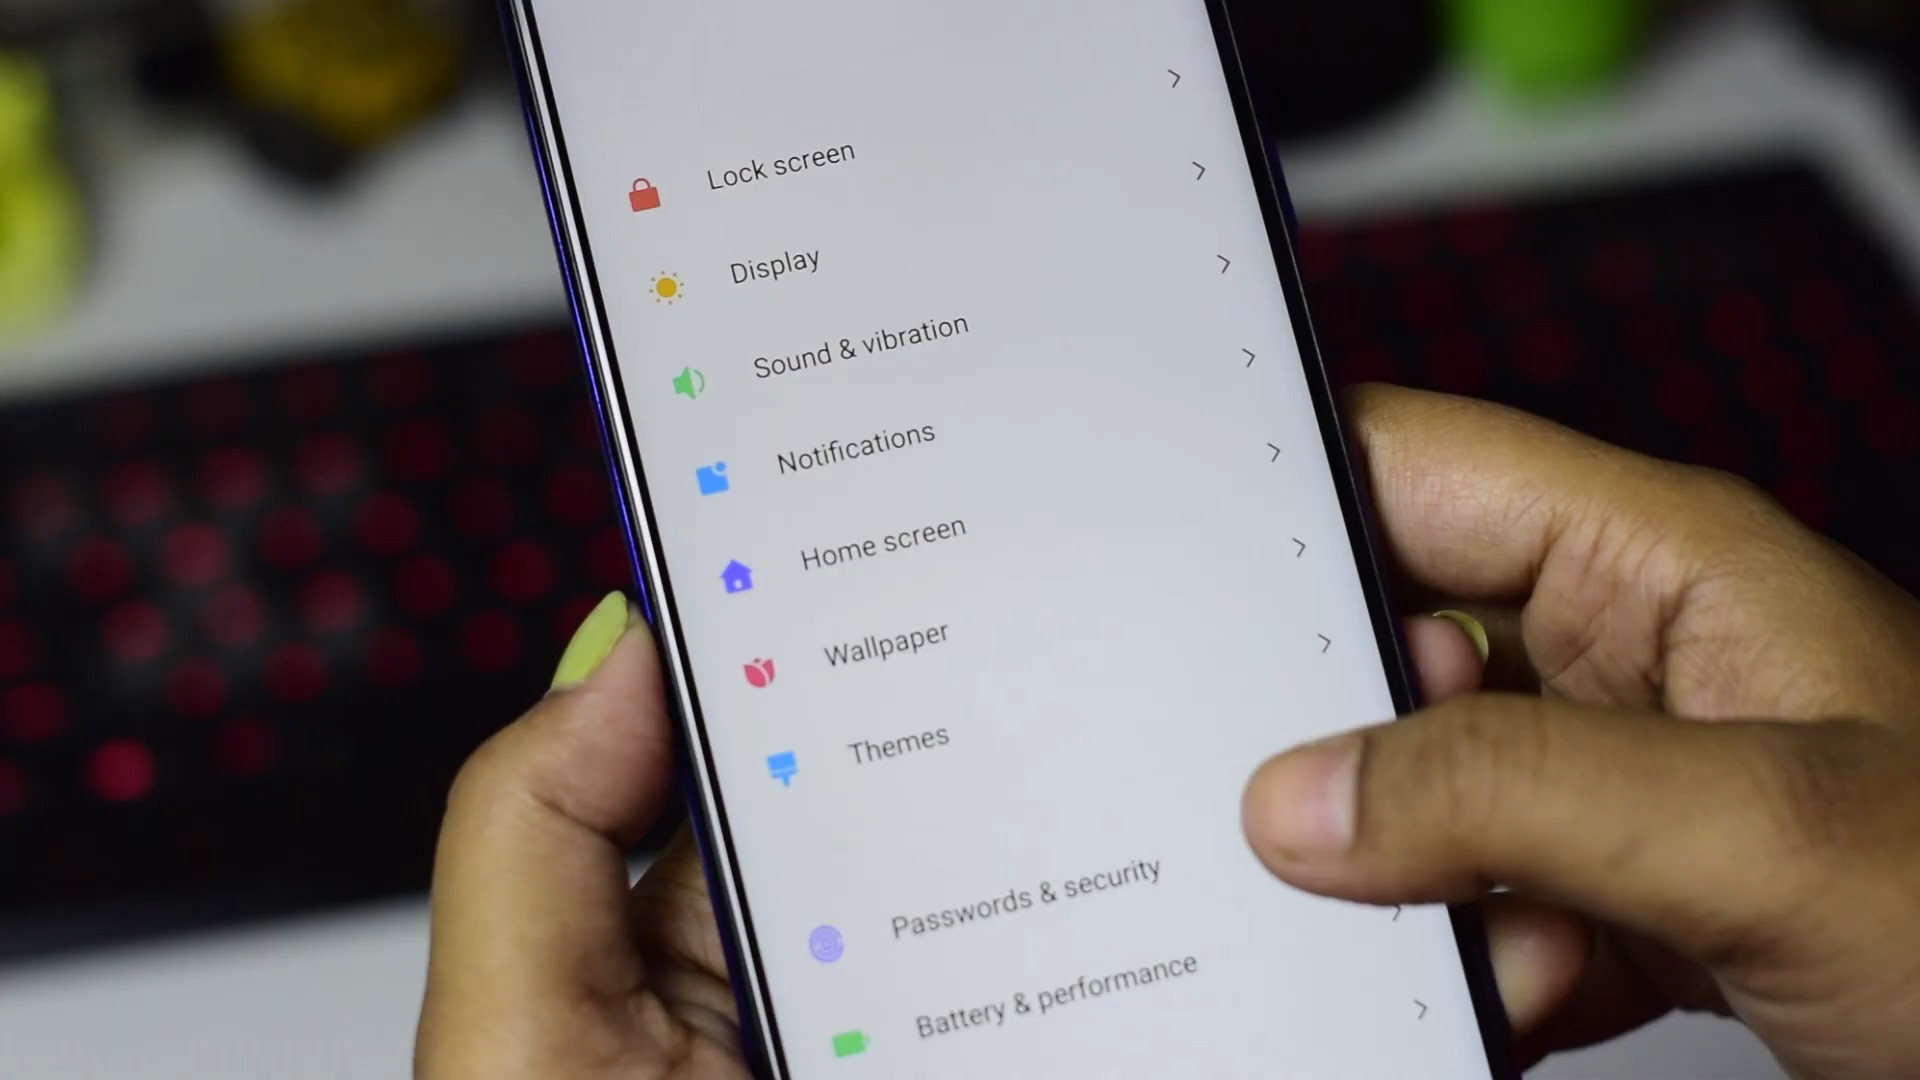 Lock screen
Display
Sound & vibration
Notifications
Home screen
Wallpaper
Themes
Passwords & security
Battery & performance